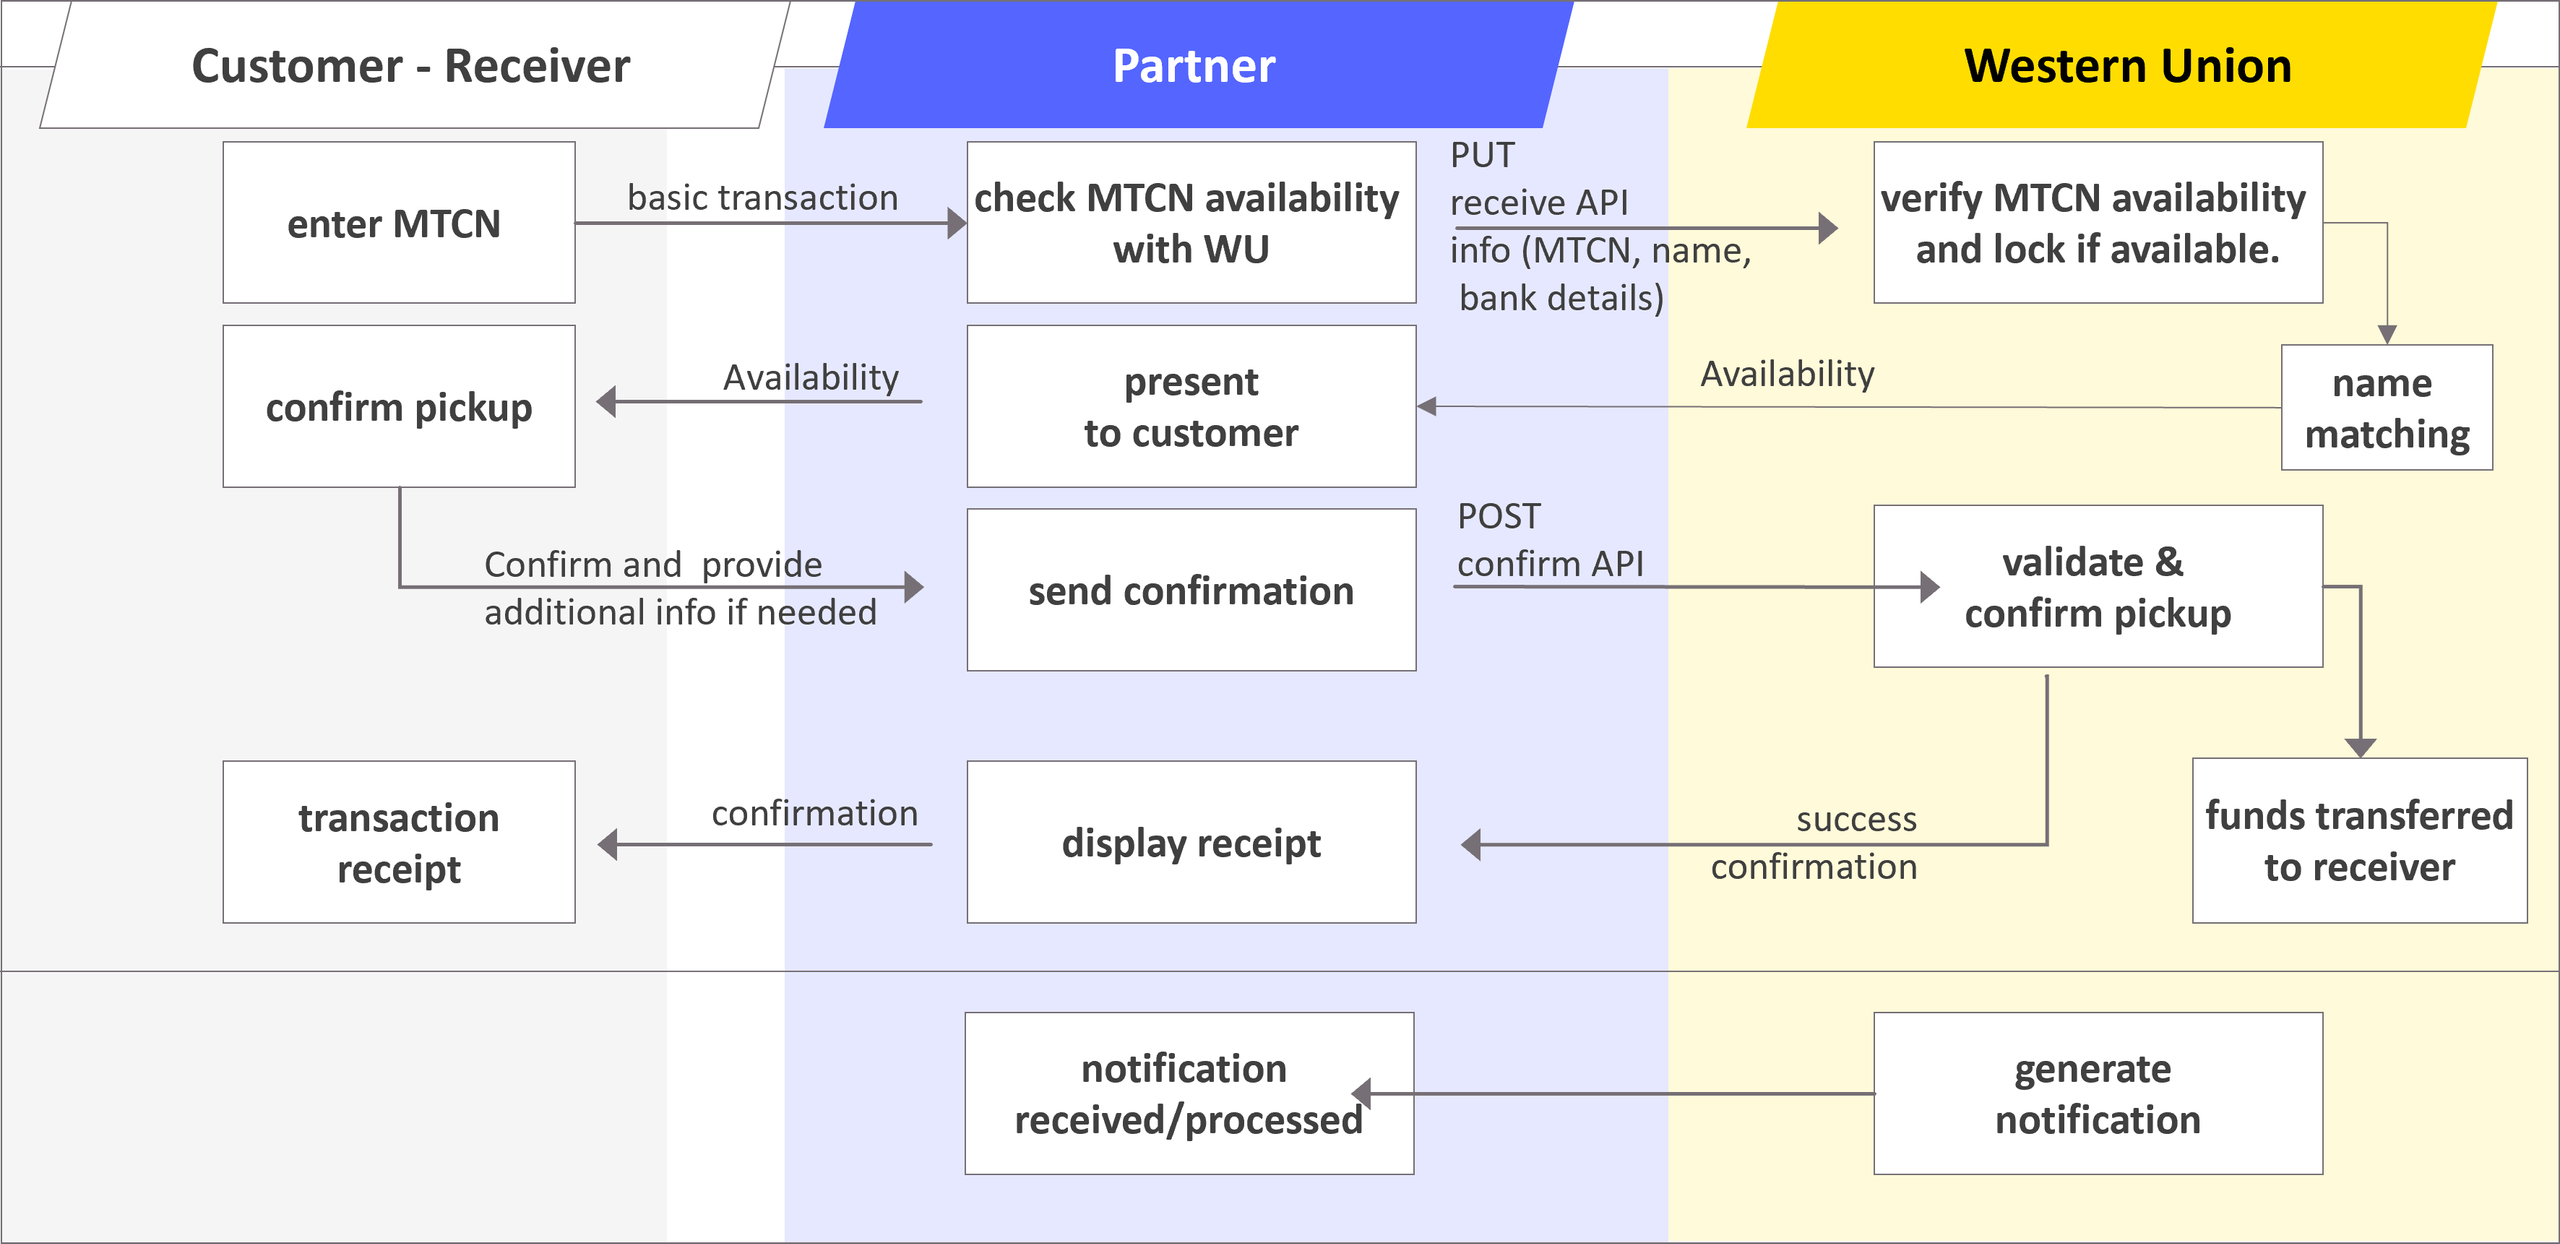 Customer - Receiver
Partner
Western Union
enter MTCN
basic transaction
check MTCN availability
with WU
PUT
receive API
info (MTCN, name,
bank details)
verify MTCN availability
and lock if available.
confirm pickup
Availability
present
to customer
Availability
name
matching
Confirm and  provide
additional info if needed
send confirmation
POST
confirm API
validate &
confirm pickup
transaction
receipt
confirmation
display receipt
success
confirmation
funds transferred
to receiver
notification
received/processed
generate
notification